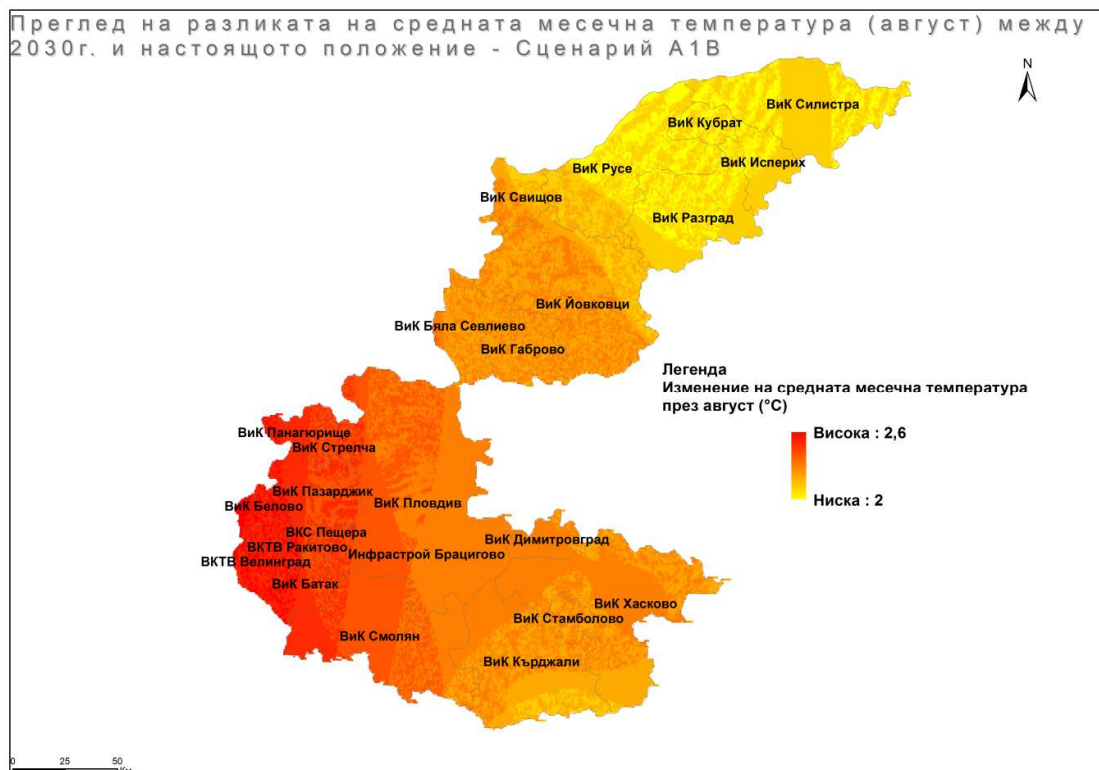 Преглед на разликата на средната месечна температура (август) между
2030г. и настоящото положение - Сценарий А1В
N
ВиК Силистра
ВиК Кубрат
ВиК Исперих
ВиК Русе
ВиК Свищов
ВиК Разград
ВиК Йовковци
ВиК Бяла Севлиево
ВиК Габрово
Легенда
Изменение на средната месечна температура
през август (°C)
Висока : 2,6
Ниска : 2
ВиК Панагюрище
ВиК Стрелча
ВиК Пазарджик
ВиК Белово
ВиК Пловдив
ВКС Пещера
ВиК Димитровград
ВКТВ Ракитово
Инфрастрой Брацигово
ВКТВ Велинград
ВиК Батак
ВиК Хасково
ВиК Стамболово
ВиК Смолян
ВиК Кърджали
0 25 50
Км